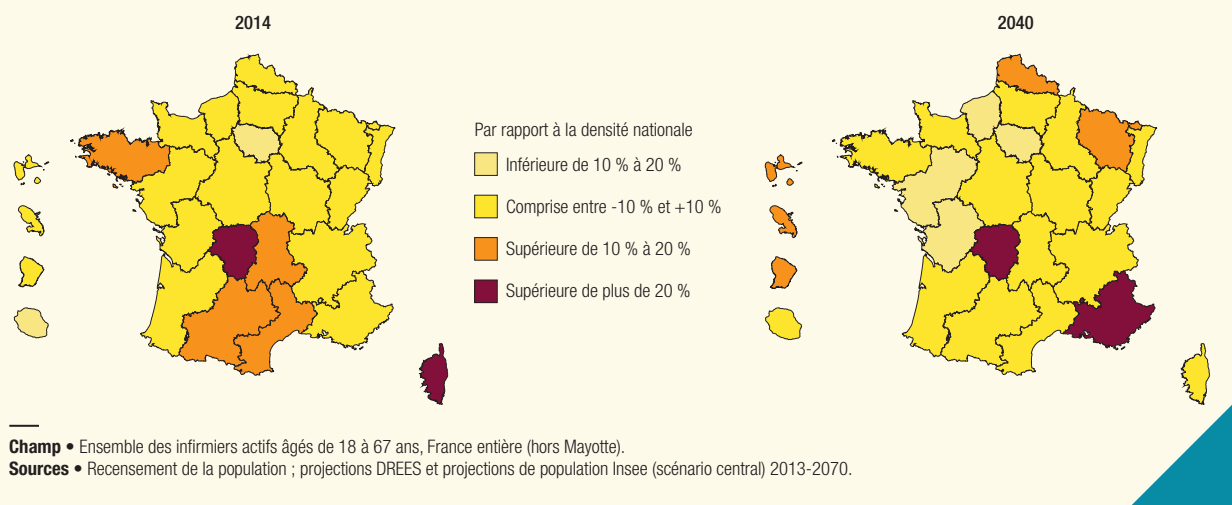 2014
2040
Par rapport à la densité nationale
Inférieure de 10 % à 20 %
Comprise entre -10 % et +10 %
Supérieure de 10 % à 20 %
Supérieure de plus de 20 %
Champ • Ensemble des infirmiers actifs âgés de 18 à 67 ans, France entière (hors Mayotte).
Sources • Recensement de la population ; projections DREES et projections de population Insee (scénario central) 2013-2070.